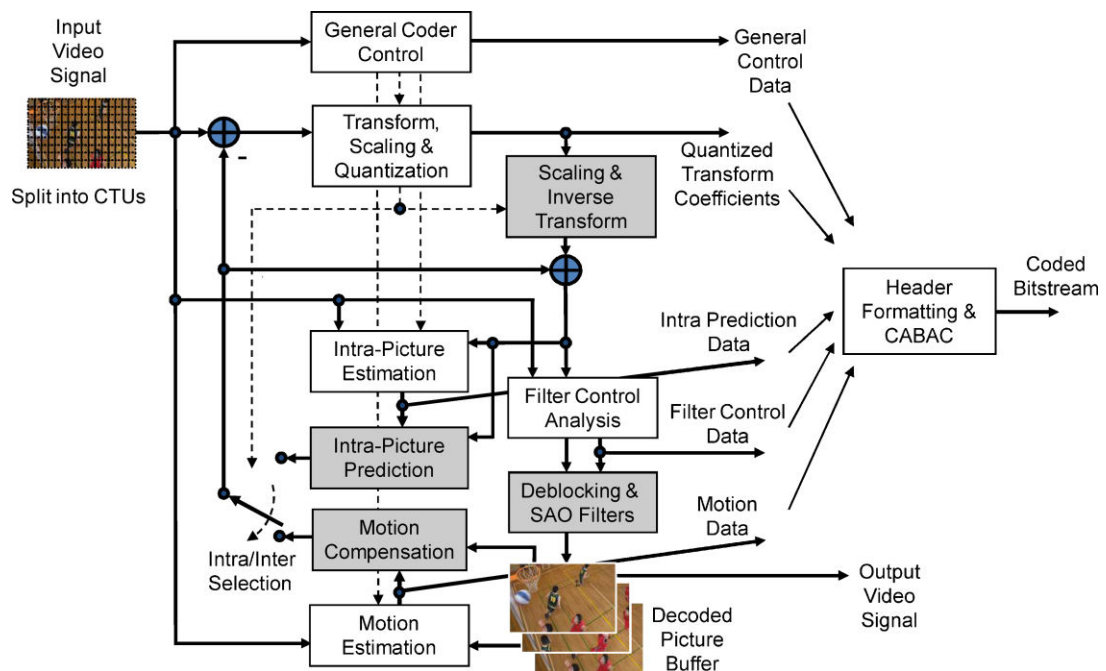 Input
Video
Signal
Split into CTUs
General Coder
Control
General
Control
Data
Transform,
Scaling &
Quantization
-
Quantized
Transform
Coefficients
Scaling &
Inverse
Transform
Header
Formatting &
CABAC
Coded
Bitstream
Intra-Picture
Estimation
Intra Prediction
Data
Filter Control
Analysis
Filter Control
Data
Intra-Picture
Prediction
Deblocking &
SAO Filters
Motion
Data
Motion
Compensation
Intra/Inter
Selection
Output
Video
Signal
Motion
Estimation
Decoded
Picture
Buffer